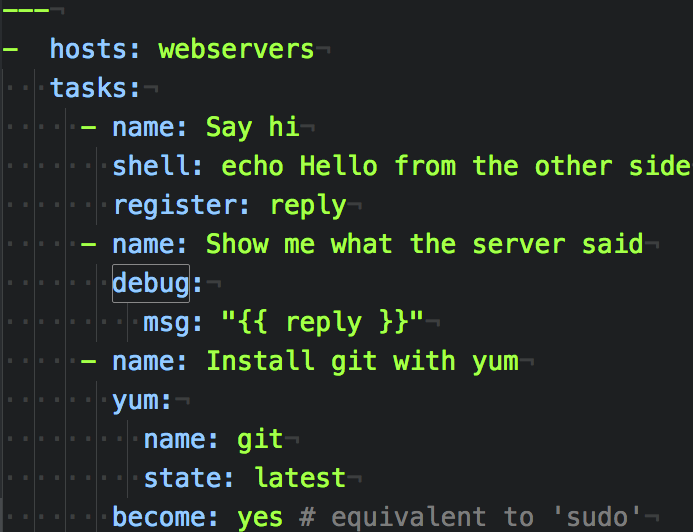 ---
-  hosts: webservers
   tasks:
     - name: Say hi
       shell: echo Hello from the other side
       register: reply
     - name: Show me what the server said
       debug:
         msg: "{{ reply }}"
     - name: Install git with yum
       yum:
         name: git
         state: latest
       become: yes # equivalent to 'sudo'